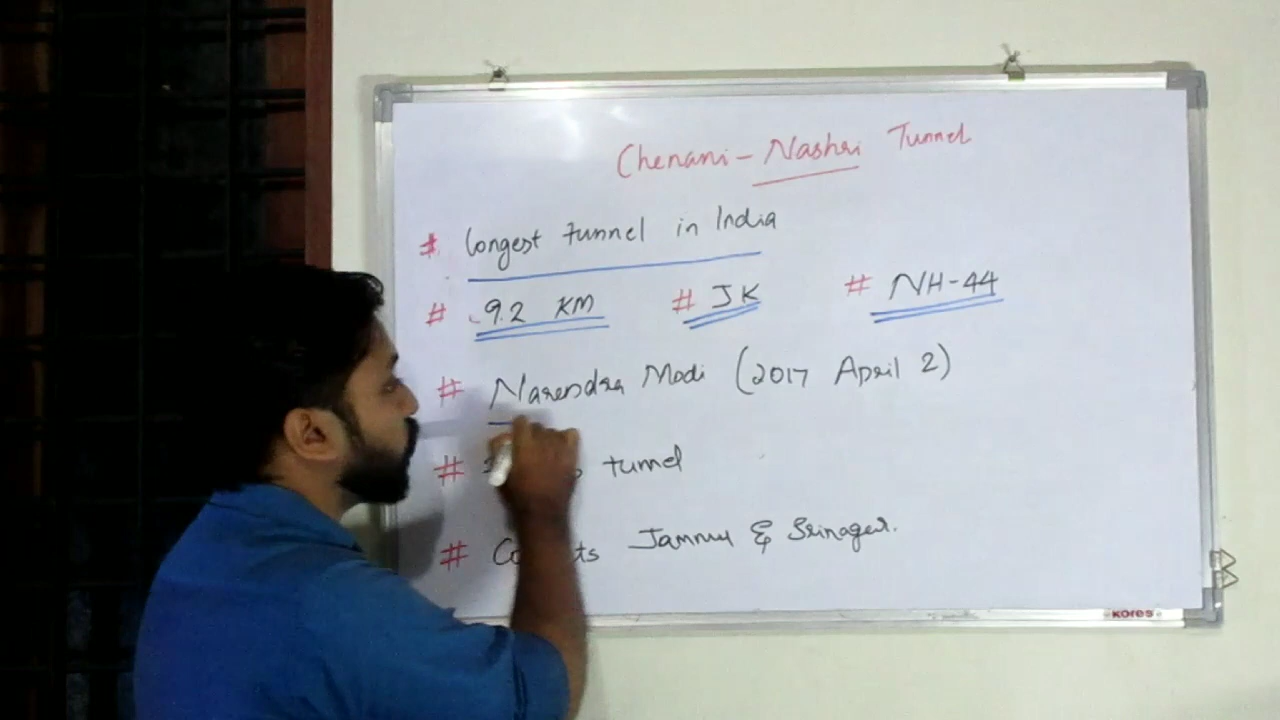 Chenani - Nashri Tunnel
# longest tunnel in India
# 9.2 KM # JK # NH-44
# Narendra Modi (2017 April 2)
# tunnel
# Jammu & Srinager.
kores